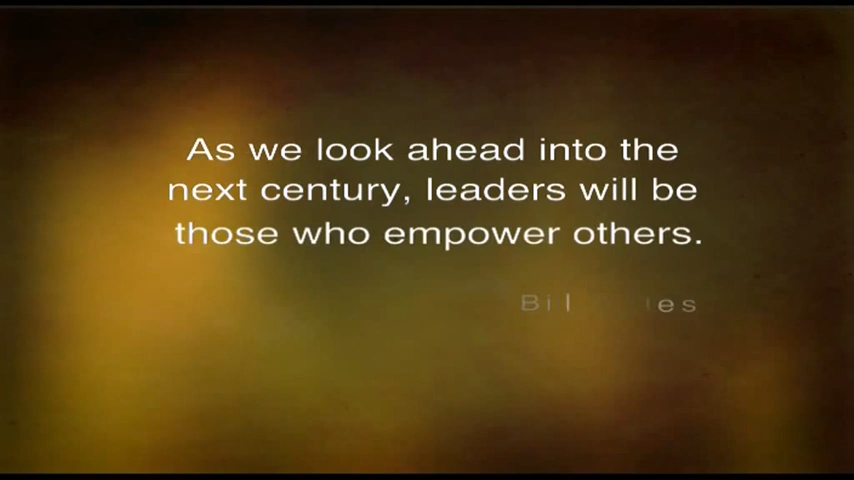 As we look ahead into the
next century, leaders will be
those who empower others.